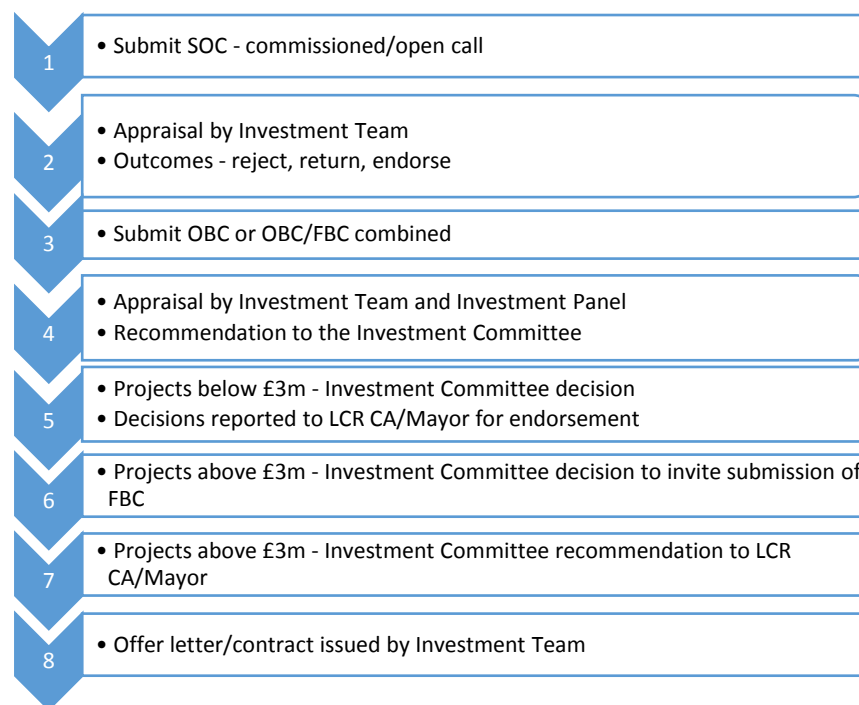 1
• Submit SOC - commissioned/open call
2
• Appraisal by Investment Team
• Outcomes - reject, return, endorse
3
• Submit OBC or OBC/FBC combined
4
• Appraisal by Investment Team and Investment Panel
• Recommendation to the Investment Committee
5
• Projects below £3m - Investment Committee decision
• Decisions reported to LCR CA/Mayor for endorsement
6
• Projects above £3m - Investment Committee decision to invite submission of
FBC
7
• Projects above £3m - Investment Committee recommendation to LCR
CA/Mayor
8
• Offer letter/contract issued by Investment Team